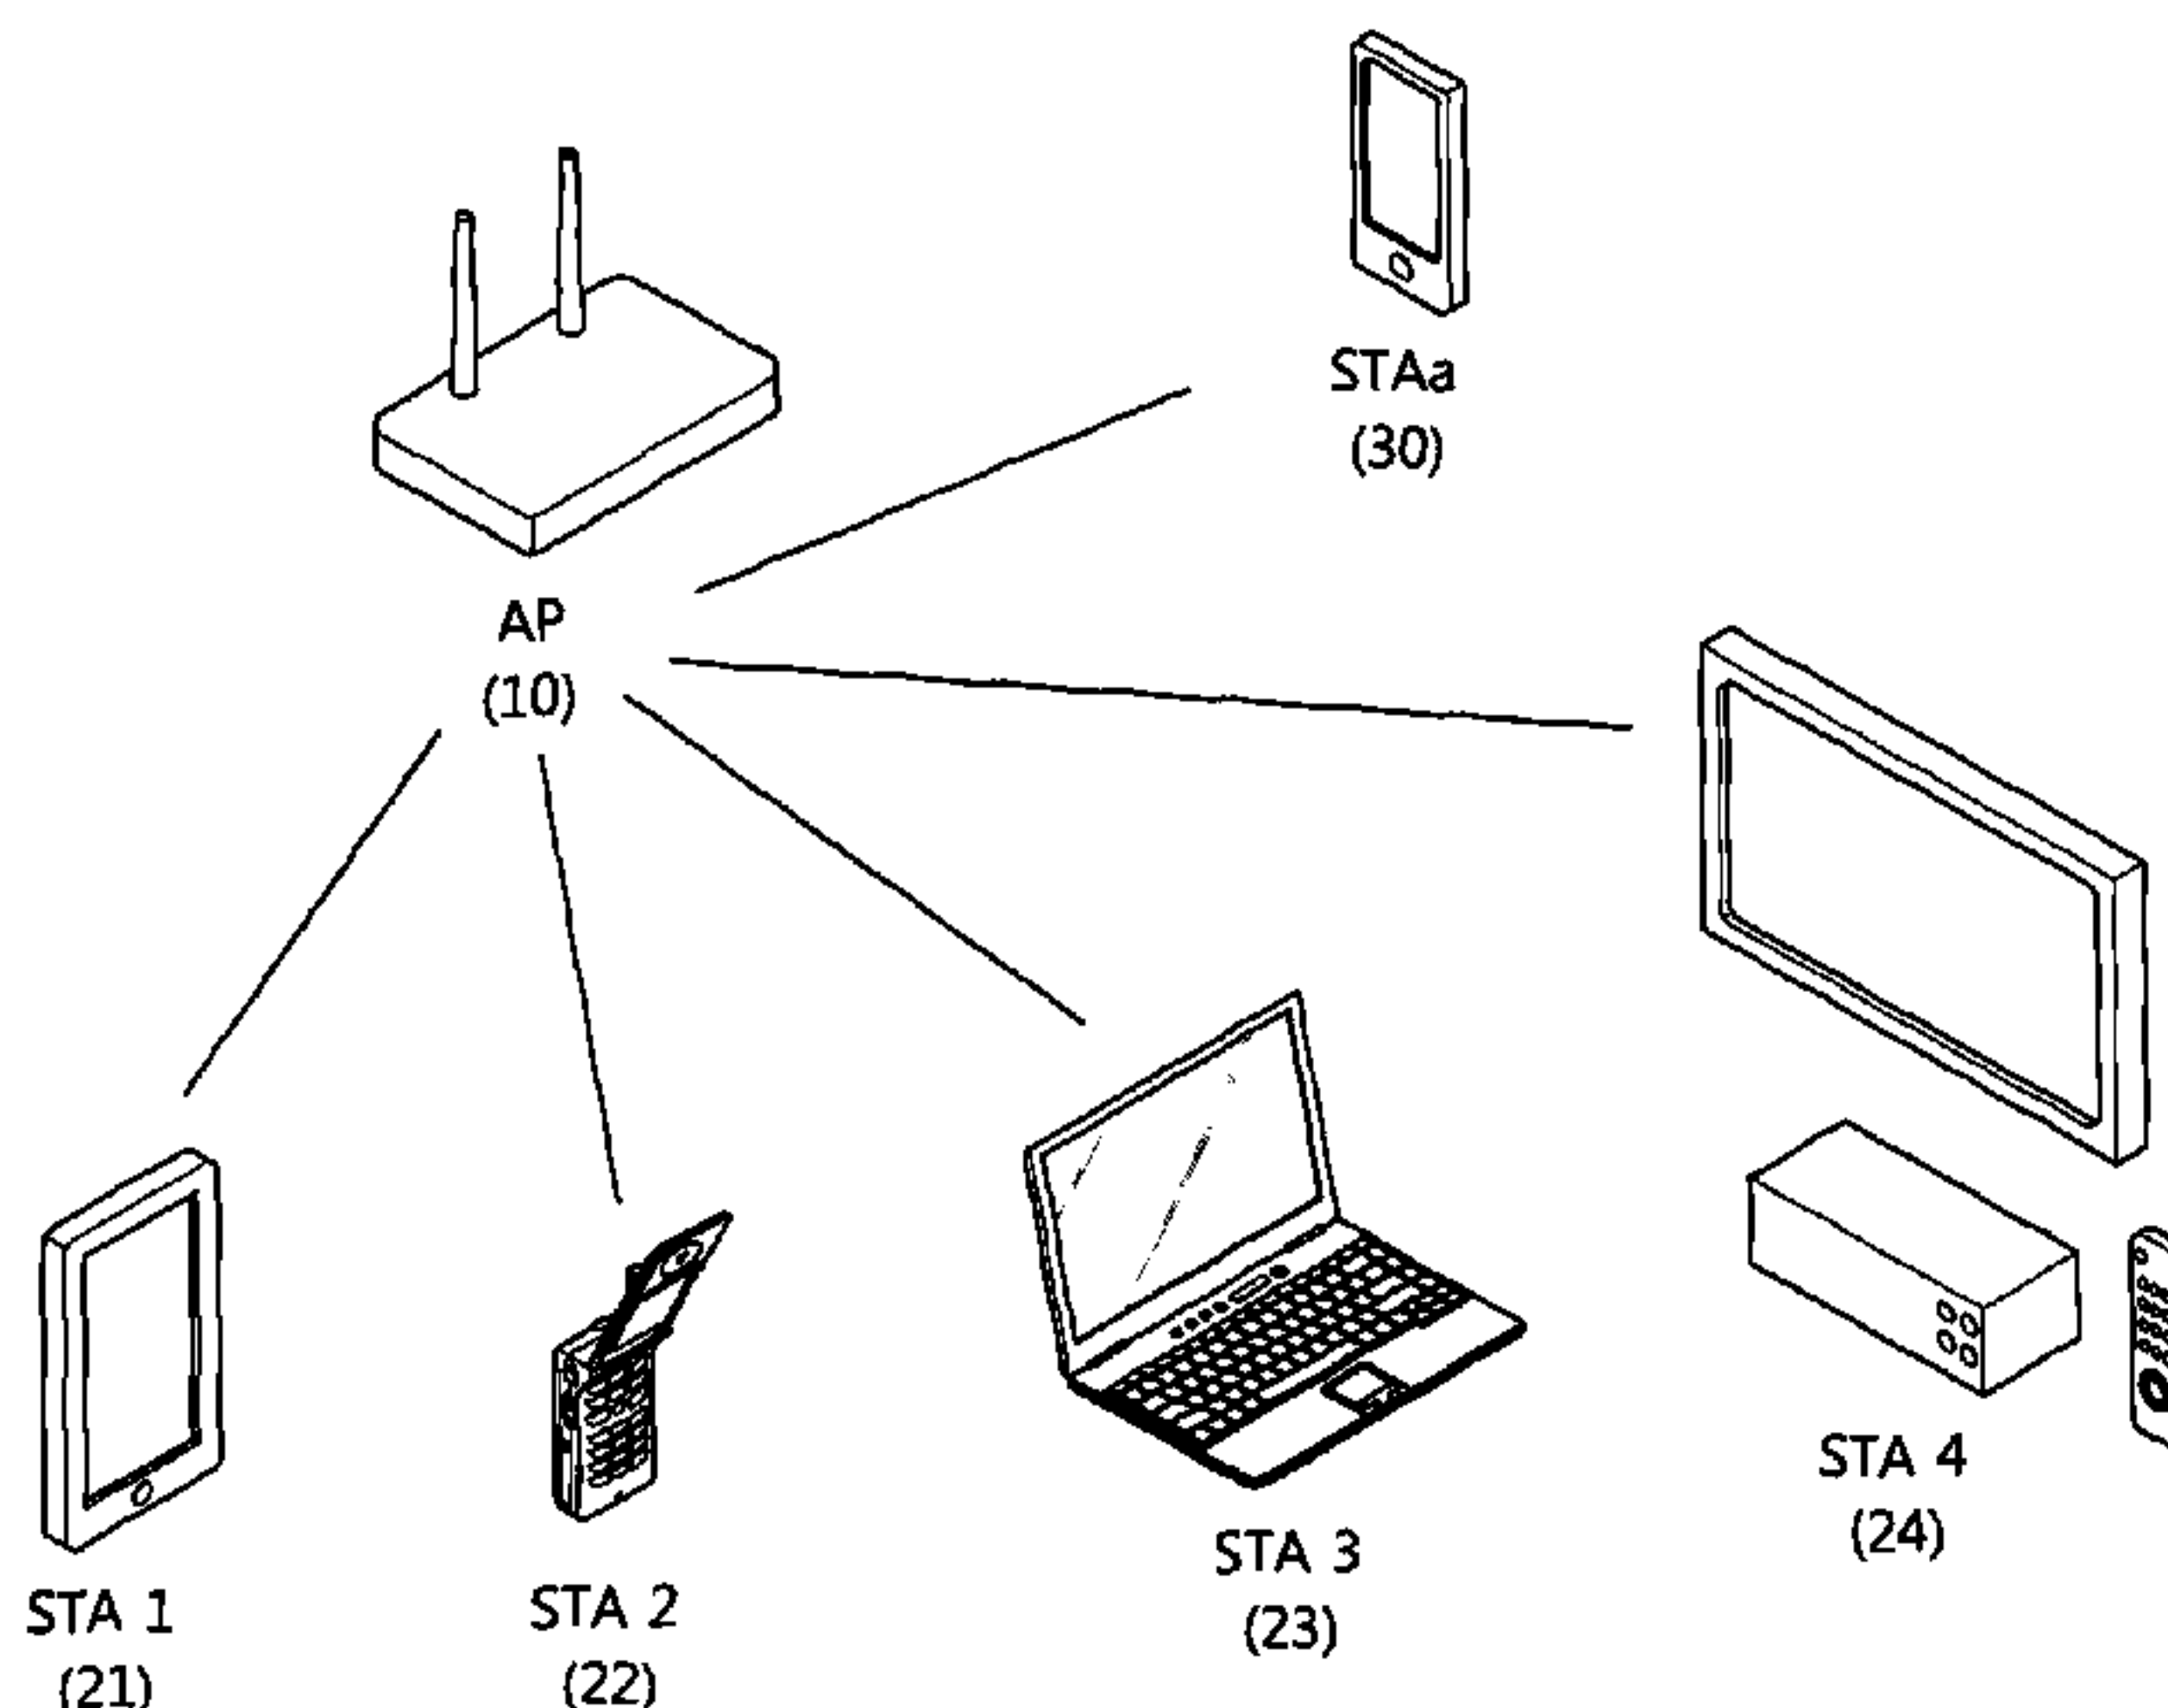 STAa
(30)
AP
(10)
STA 4
(24)
STA 3
(23)
STA 2
(22)
STA 1
(21)